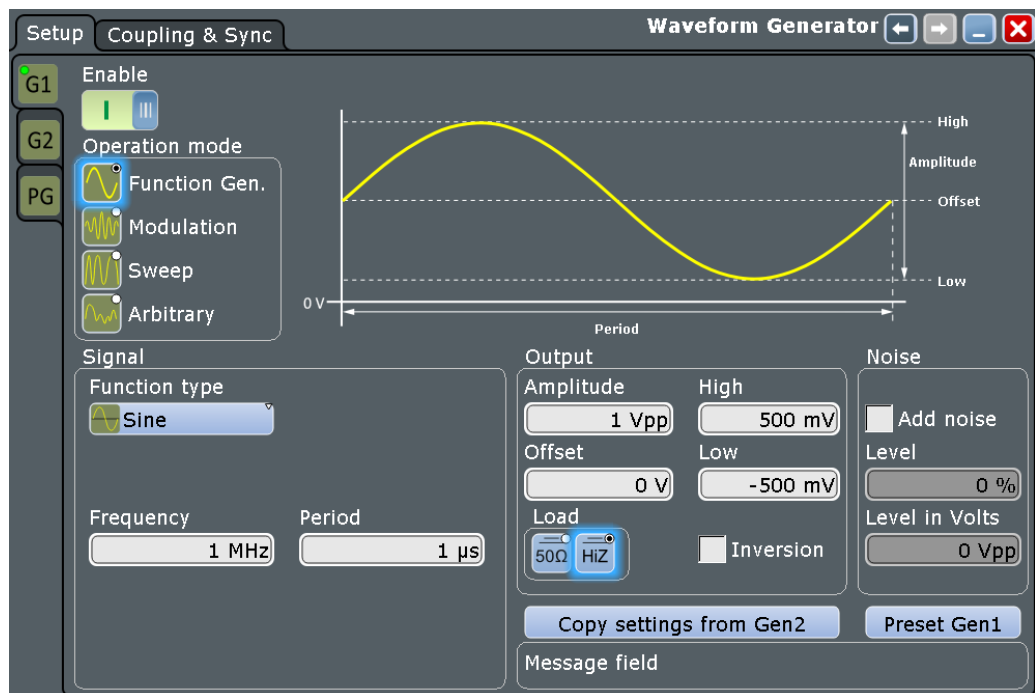 Setup
Coupling & Sync
Waveform Generator
G1
G2
PG
Enable
Operation mode
Function Gen.
Modulation
Sweep
Arbitrary
High
Amplitude
Offset
Low
0 V
Period
Signal
Function type
Sine
Frequency
Period
1 MHz
1 µs
Output
Amplitude
High
1 Vpp
500 mV
Offset
Low
0 V
-500 mV
Load
50Ω
HiZ
Inversion
Noise
Add noise
Level
0 %
Level in Volts
0 Vpp
Copy settings from Gen2
Preset Gen1
Message field